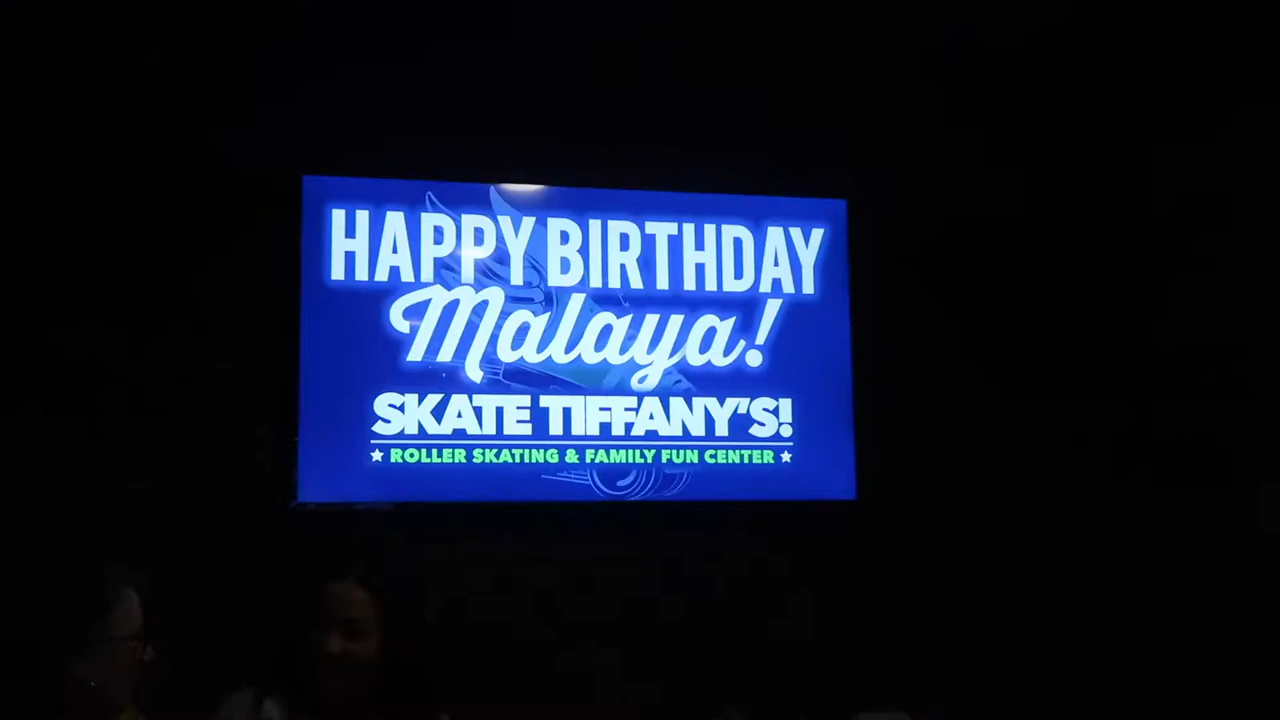 HAPPY BIRTHDAY
Malaya!
SKATE TIFFANY'S!
ROLLER SKATING & FAMILY FUN CENTER